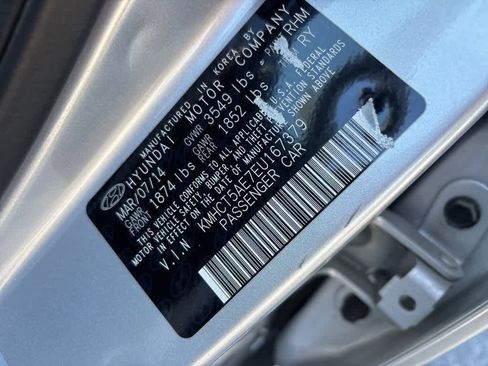 MANUFACTURED IN KOREA BY
HYUNDAI MOTOR COMPANY
MAR/07/14 GVWR 3549 lbs RHM
GAWR FRONT 1874 lbs GAWR REAR 1852 RY
THIS VEHICLE CONFORMS TO ALL APPLICABLE U.S.A. FEDERAL
MOTOR VEHICLE SAFETY, BUMPER, AND THEFT PREVENTION STANDARDS
IN EFFECT ON THE DATE OF MANUFACTURE SHOWN ABOVE
V.I.N KMHCT5AE7EU167379
PASSENGER CAR